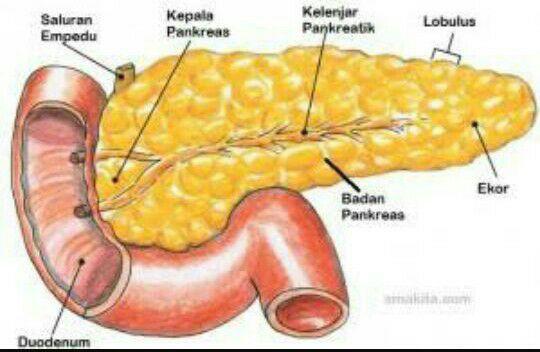 Saluran
Empedu
Kepala
Pankreas
Kelenjar
Pankreatik
Lobulus
Ekor
Badan
Pankreas
Duodenum
smakita.com